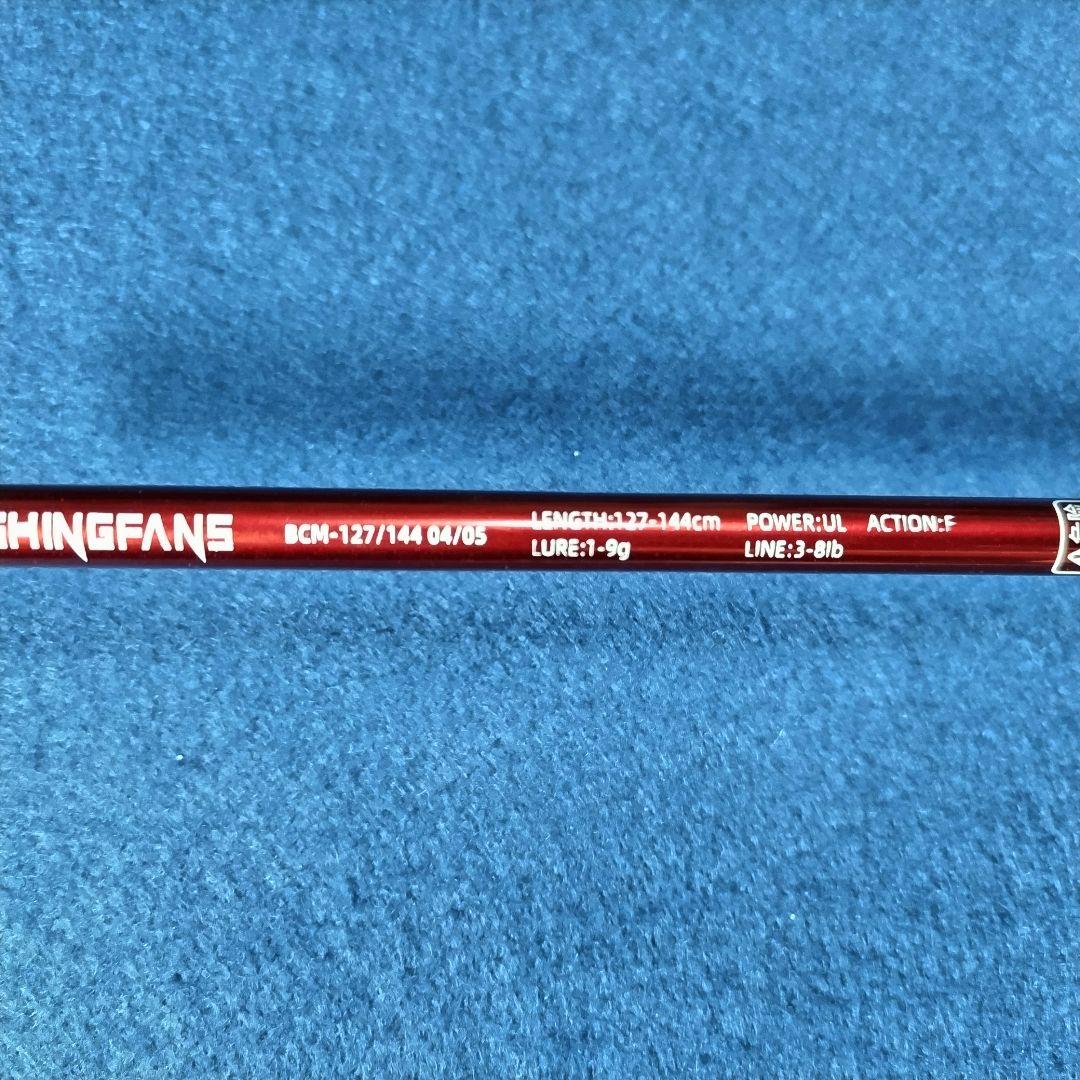 SHINGFANS
BCM-127/144 04/05
LENGTH:127-144cm POWER:UL ACTION:F
LURE:1-9g LINE:3-8lb